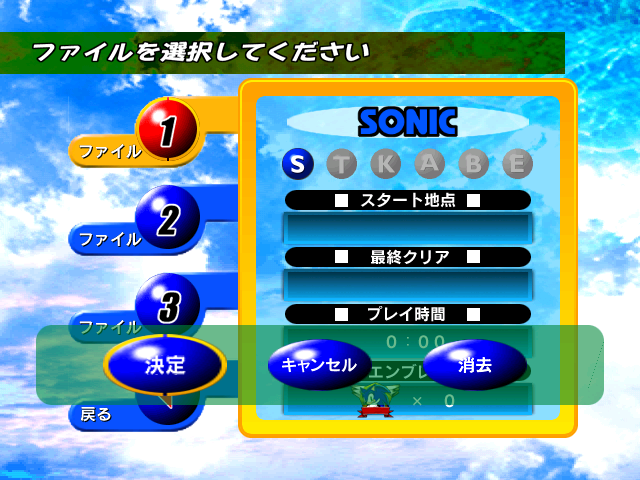 ファイルを選択してください
1
ファイル
2
ファイル
3
ファイル
戻る
SONIC
S T K A B E
スタート地点
最終クリア
プレイ時間
0:00
エンブレ
× 0
決定
キャンセル
消去